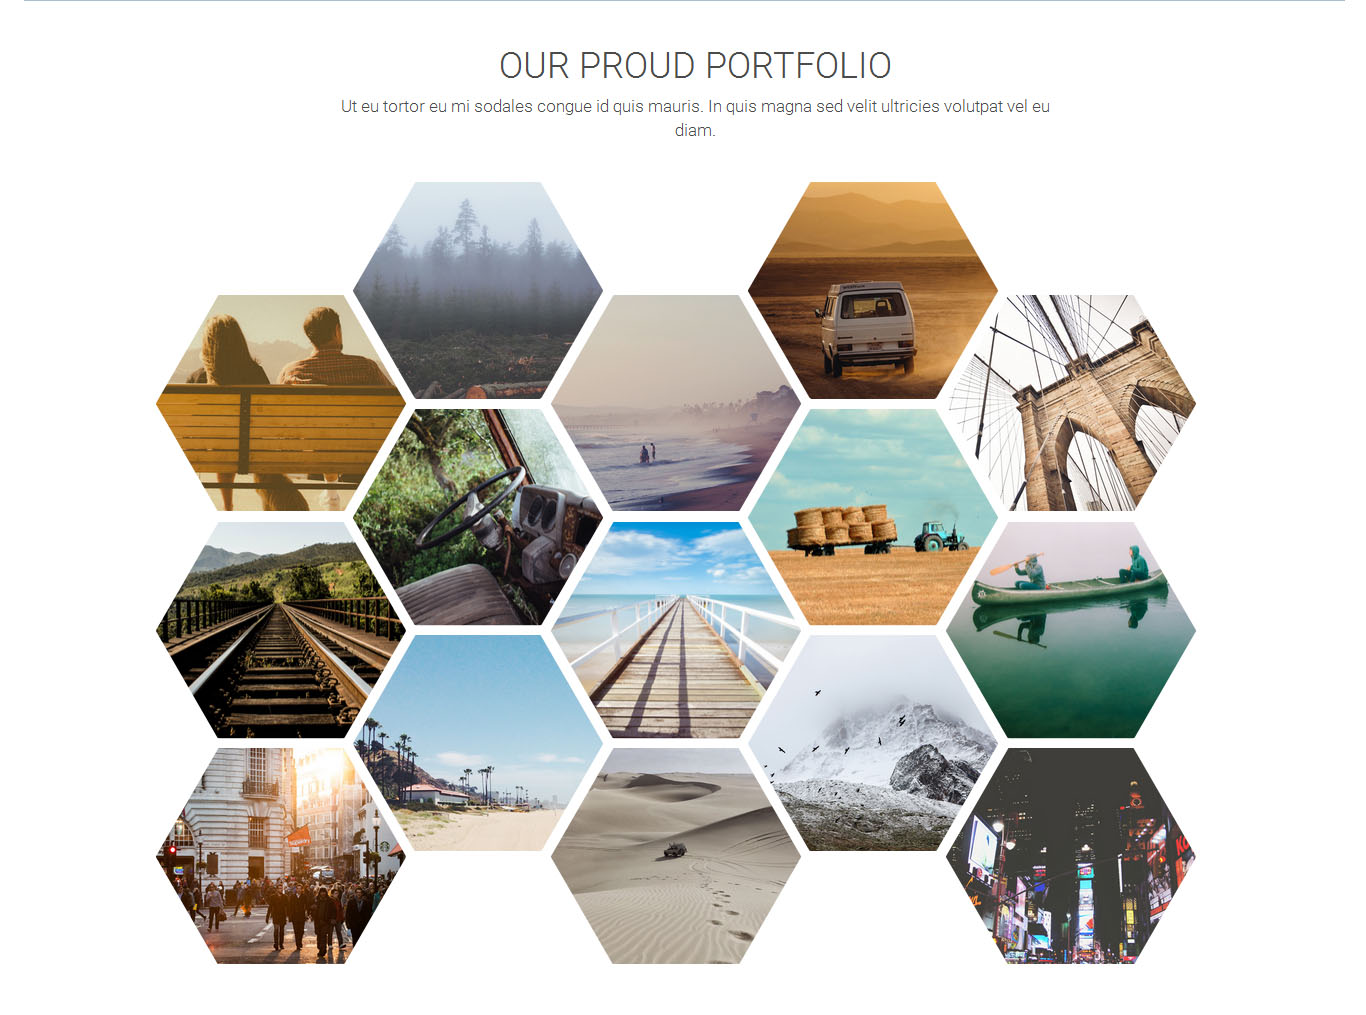 OUR PROUD PORTFOLIO
Ut eu tortor eu mi sodales congue id quis mauris. In quis magna sed velit ultricies volutpat vel eu
diam.